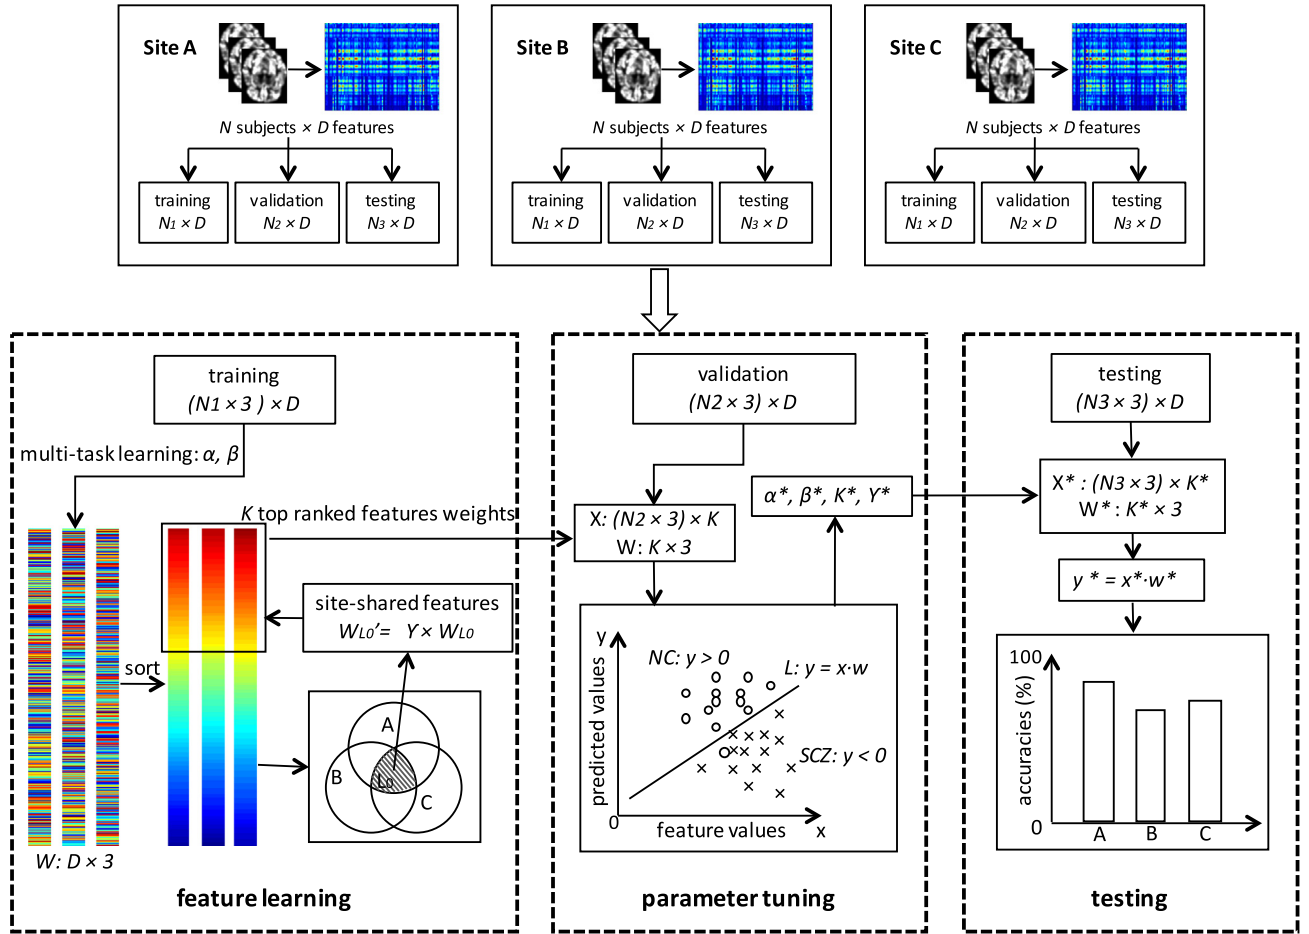 Site A
N subjects × D features
training
N1 × D
validation
N2 × D
testing
N3 × D
Site B
N subjects × D features
training
N1 × D
validation
N2 × D
testing
N3 × D
Site C
N subjects × D features
training
N1 × D
validation
N2 × D
testing
N3 × D
training
(N1 × 3 ) × D
multi-task learning: α, β
K top ranked features weights
site-shared features
WL0’= Y × WL0
sort
A
B
C
L0
W: D × 3
feature learning
validation
(N2 × 3) × D
α*, β*, K*, Y*
X: (N2 × 3) × K
W: K × 3
y
predicted values
NC: y > 0
L: y = x·w
SCZ: y < 0
0
feature values
x
parameter tuning
testing
(N3 × 3) × D
X* : (N3 × 3) × K*
W* : K* × 3
y * = x*·w*
100
accuracies (%)
0
A
B
C
testing